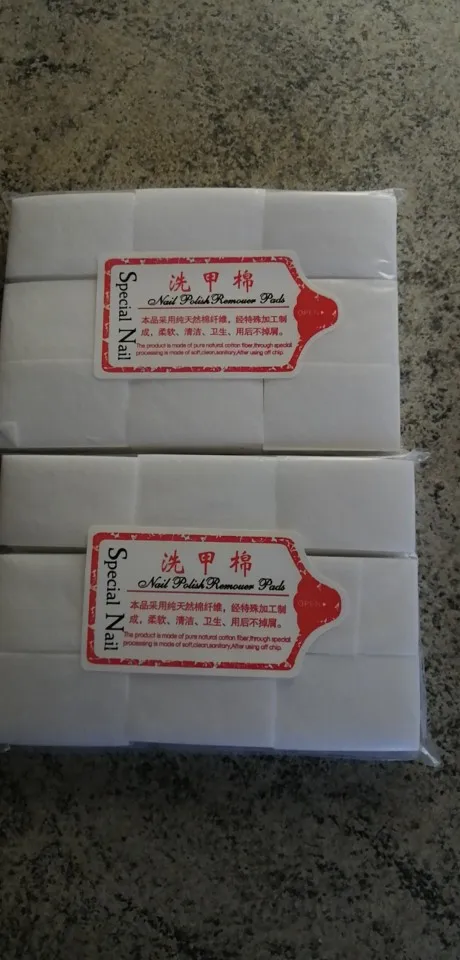 洗甲棉
Nail Polish Remover Pads
Special Nail
本品采用纯天然棉纤维，经特殊加工制
成，柔软、清洁、卫生、用后不掉屑。
The product is made of pure natural cotton fiber,through special
processing is made of soft,clean,sanitary,After using off chip.
OPEN
洗甲棉
Nail Polish Remover Pads
Special Nail
本品采用纯天然棉纤维，经特殊加工制
成，柔软、清洁、卫生、用后不掉屑。
The product is made of pure natural cotton fiber,through special
processing is made of soft,clean,sanitary,After using off chip.
OPEN